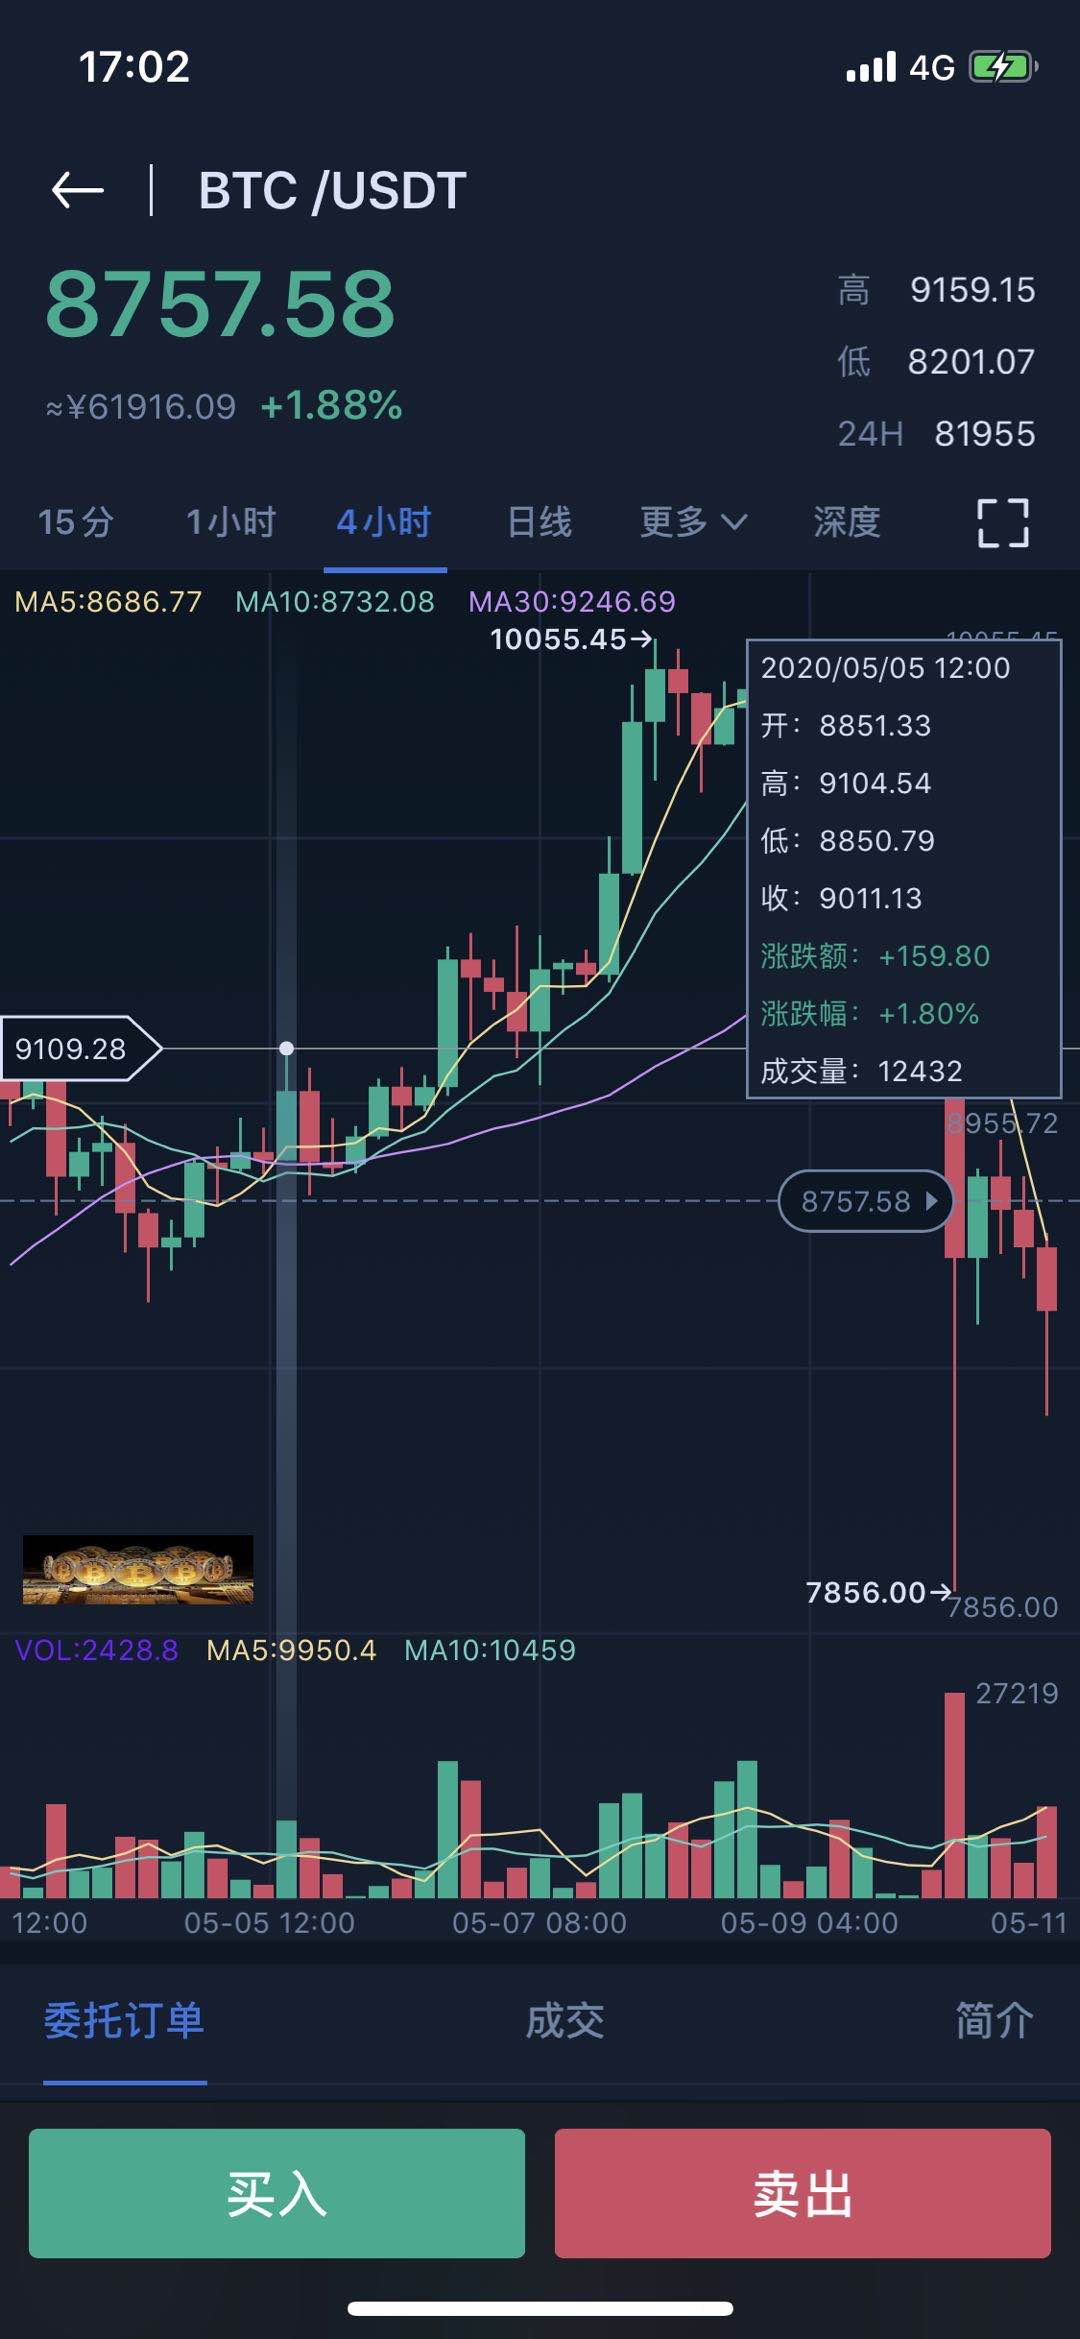 17:02
4G
BTC /USDT
8757.58
≈¥61916.09 +1.88%
高 9159.15
低 8201.07
24H 81955
15分 1小时 4小时 日线 更多 深度
MA5:8686.77 MA10:8732.08 MA30:9246.69
10055.45→
10055.45
2020/05/05 12:00
开：8851.33
高：9104.54
低：8850.79
收：9011.13
涨跌额：+159.80
涨跌幅：+1.80%
成交量：12432
9109.28
8955.72
8757.58
7856.00→
7856.00
VOL:2428.8 MA5:9950.4 MA10:10459
27219
12:00 05-05 12:00 05-07 08:00 05-09 04:00 05-11
委托订单 成交 简介
买入 卖出